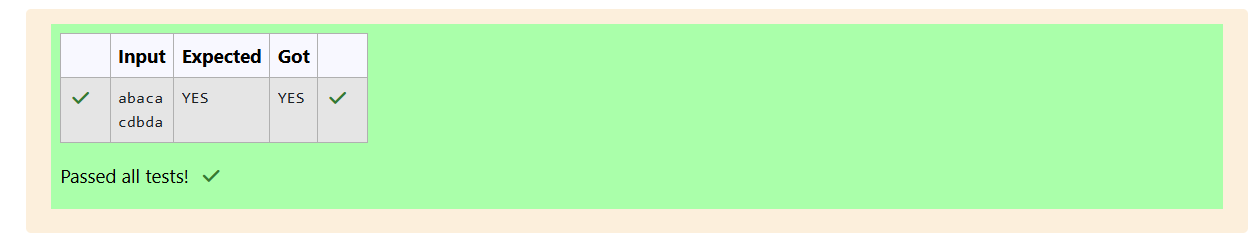 Input Expected Got
abaca YES YES
cdbda
Passed all tests!